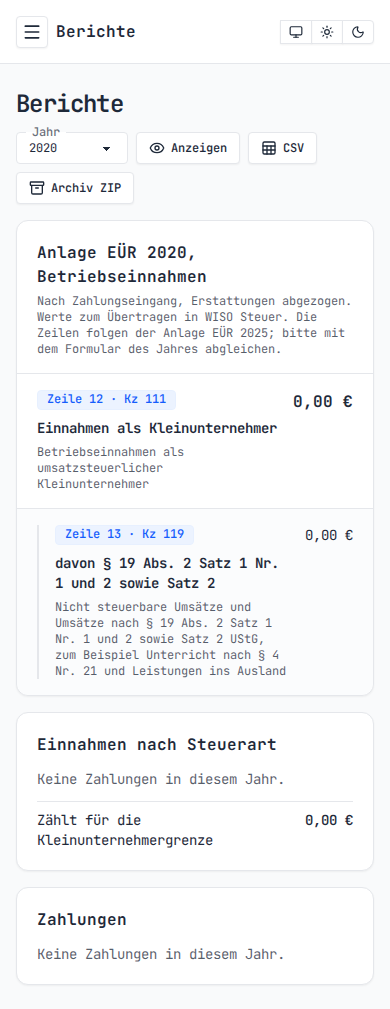 Berichte
Berichte
Jahr
2020
Anzeigen
CSV
Archiv ZIP
Anlage EÜR 2020,
Betriebseinnahmen
Nach Zahlungseingang, Erstattungen abgezogen.
Werte zum Übertragen in WISO Steuer. Die
Zeilen folgen der Anlage EÜR 2025; bitte mit
dem Formular des Jahres abgleichen.
Zeile 12 · Kz 111
0,00 €
Einnahmen als Kleinunternehmer
Betriebseinnahmen als
umsatzsteuerlicher
Kleinunternehmer
Zeile 13 · Kz 119
0,00 €
davon § 19 Abs. 2 Satz 1 Nr.
1 und 2 sowie Satz 2
Nicht steuerbare Umsätze und
Umsätze nach § 19 Abs. 2 Satz 1
Nr. 1 und 2 sowie Satz 2 UStG,
zum Beispiel Unterricht nach § 4
Nr. 21 und Leistungen ins Ausland
Einnahmen nach Steuerart
Keine Zahlungen in diesem Jahr.
Zählt für die
Kleinunternehmergrenze
0,00 €
Zahlungen
Keine Zahlungen in diesem Jahr.